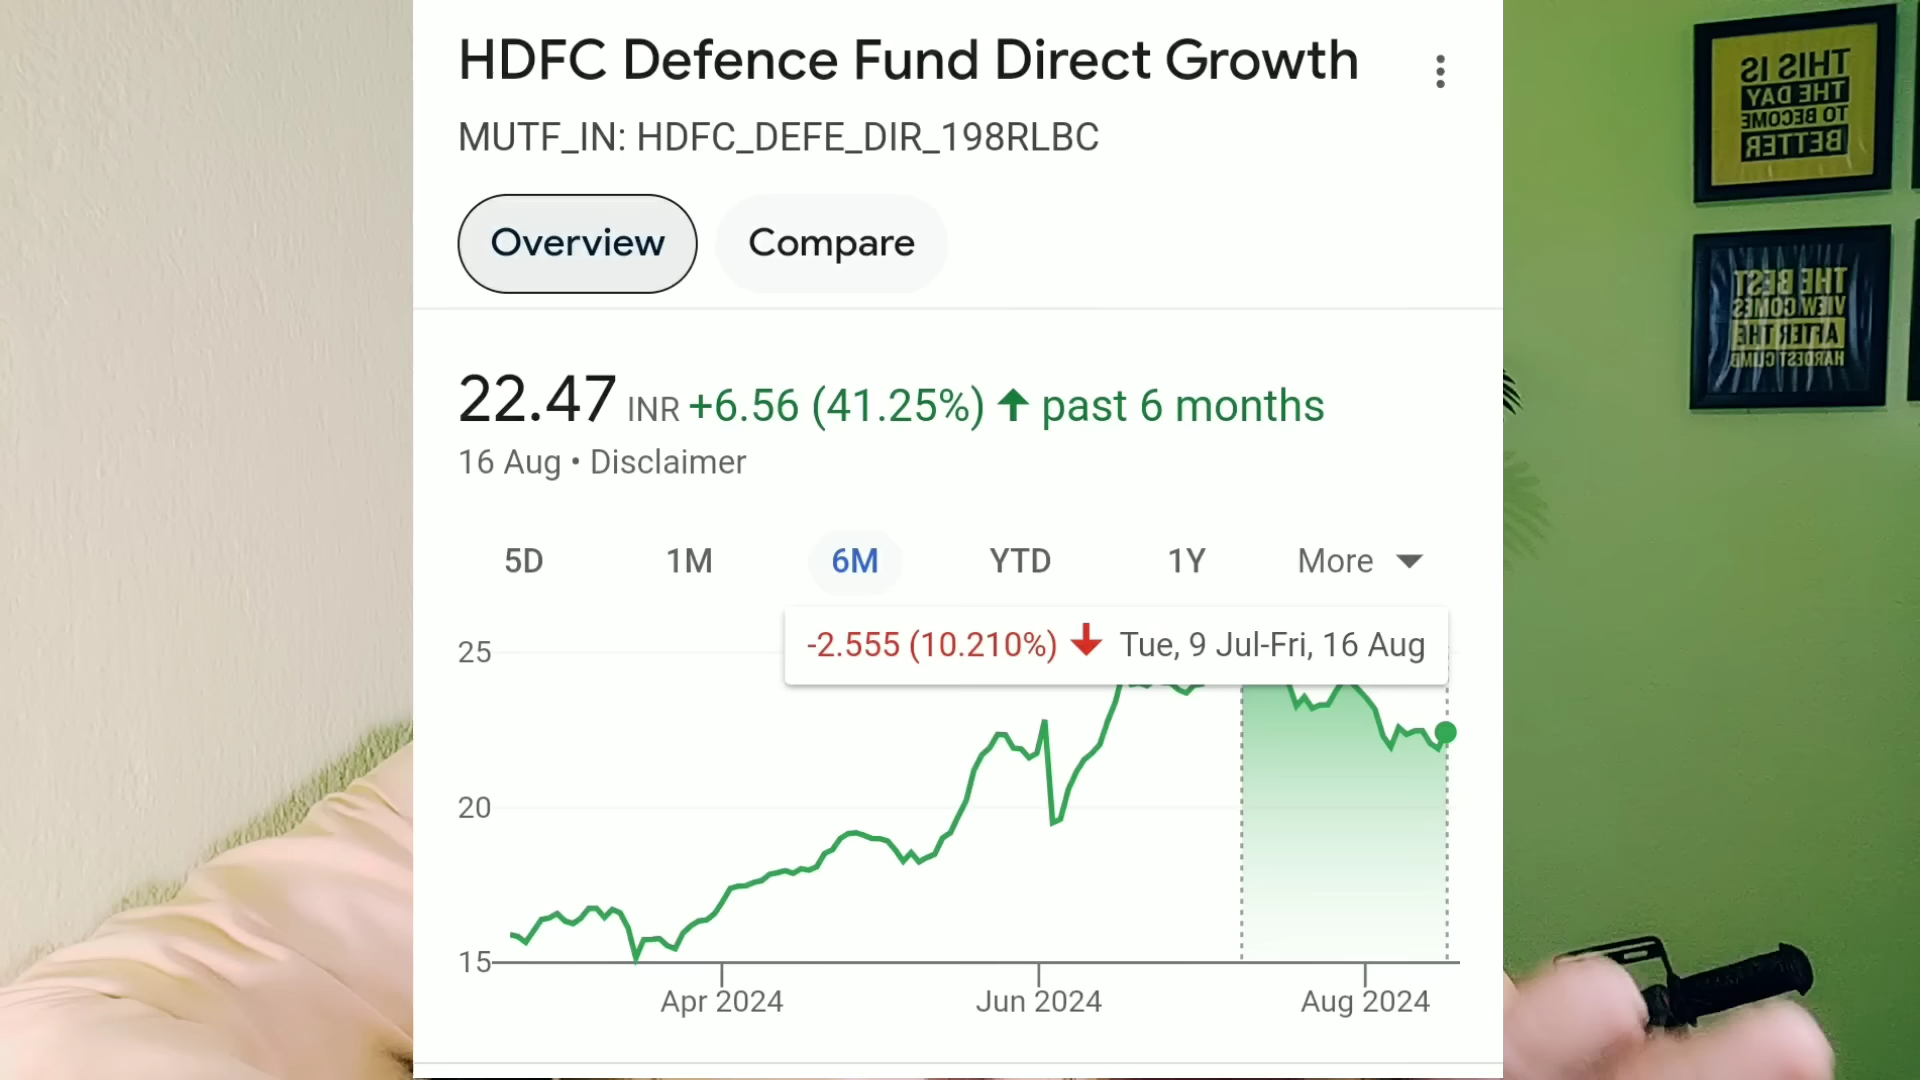 HDFC Defence Fund Direct Growth
MUTF_IN: HDFC_DEFE_DIR_198RLBC
Overview
Compare
22.47 INR +6.56 (41.25%) ↑ past 6 months
16 Aug • Disclaimer
5D 1M 6M YTD 1Y More
-2.555 (10.210%) ↓ Tue, 9 Jul-Fri, 16 Aug
25
20
15
Apr 2024
Jun 2024
Aug 2024
THIS IS
THE DAY
TO BECOME
BETTER
THE BEST
VIEW COMES
AFTER THE
HARDEST CLIMB